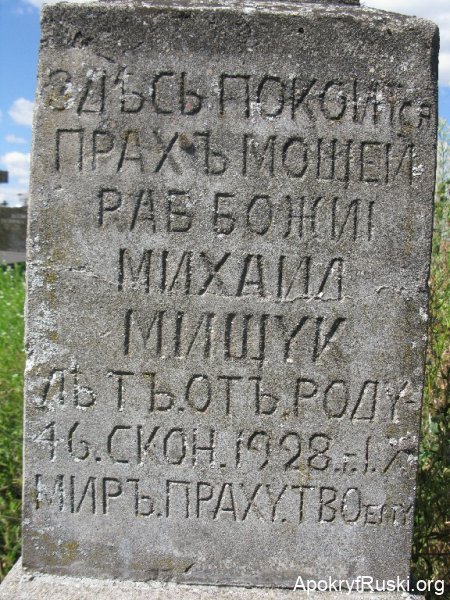 ЗДѢСЬ ПОКОИТСЯ
ПРАХЪ МОЩЕЙ
РАБ БОЖИІ
МИХАИЛ
МИЩУК
ЛѢТЪ.ОТЪ.РОДУ-
46.СКОН.1928.г.І.X
МИРЪ.ПРАХУ.ТВОЕМУ
ApokryfRuski.org